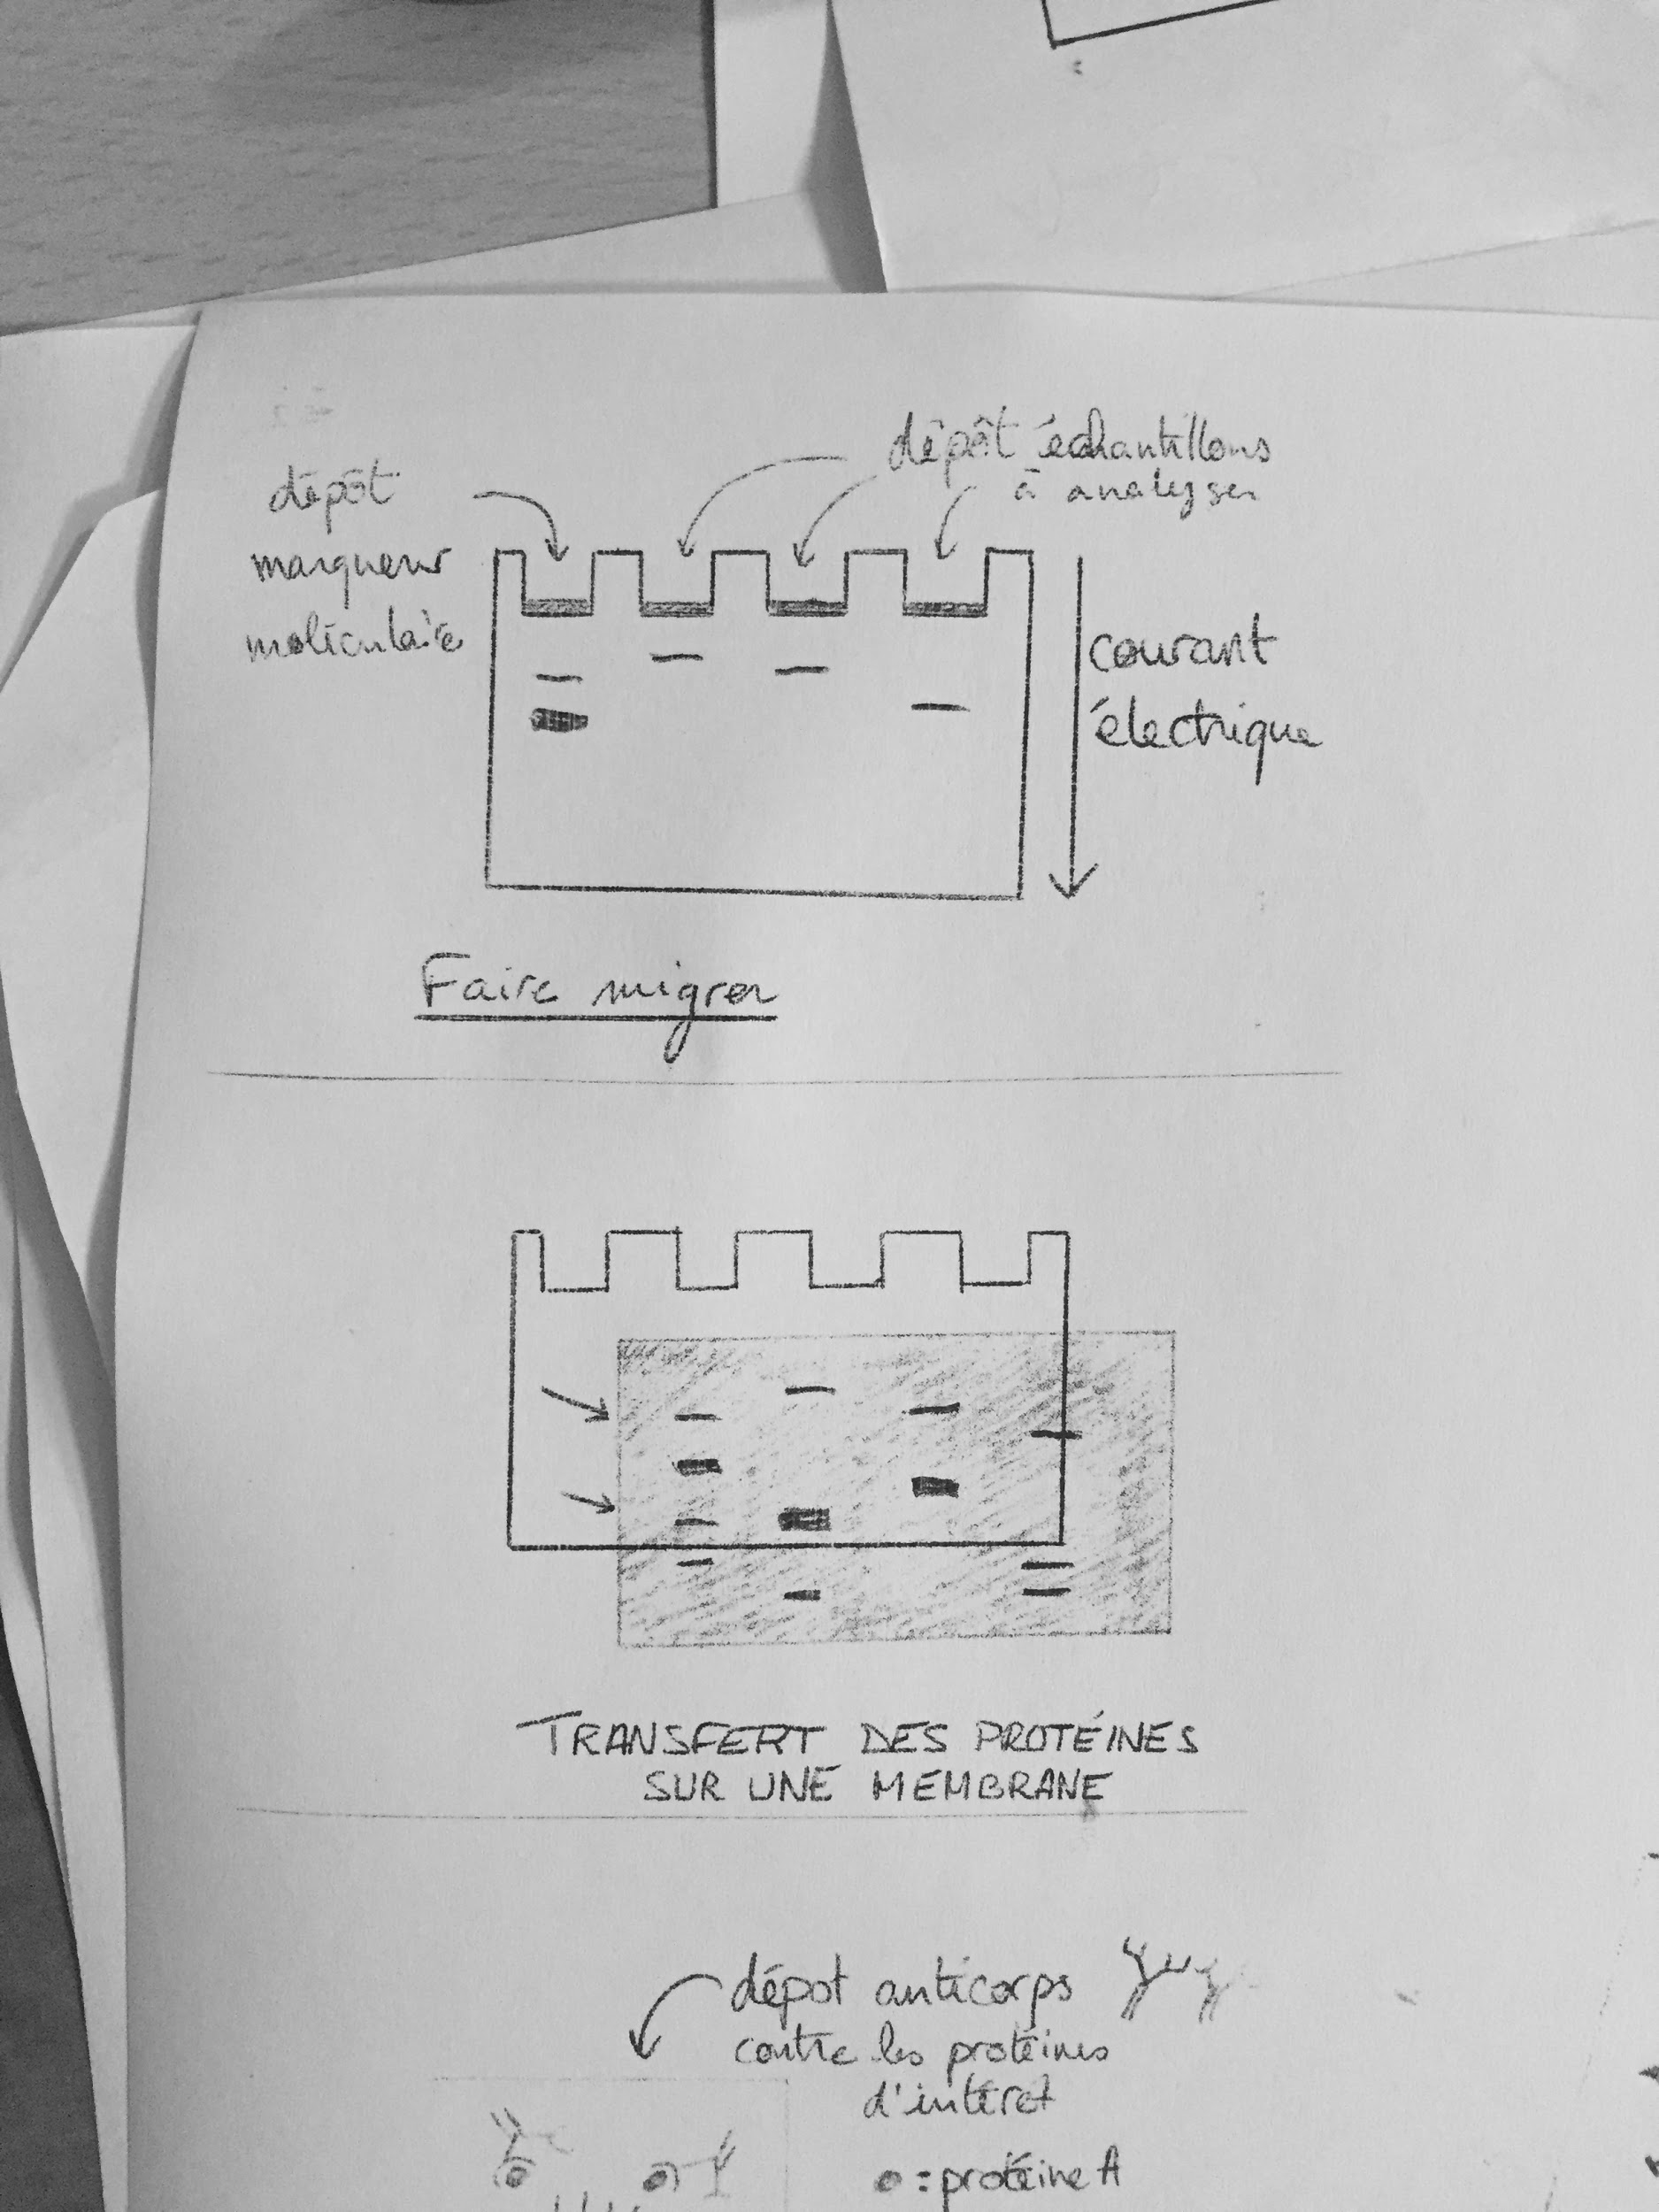 dépôt échantillons
à analyser
dépôt
marqueur
moléculaire
courant
électrique
Faire migrer
TRANSFERT DES PROTÉINES
SUR UNE MEMBRANE
dépot anticorps
contre les protéines
d'intéret
= protéine A